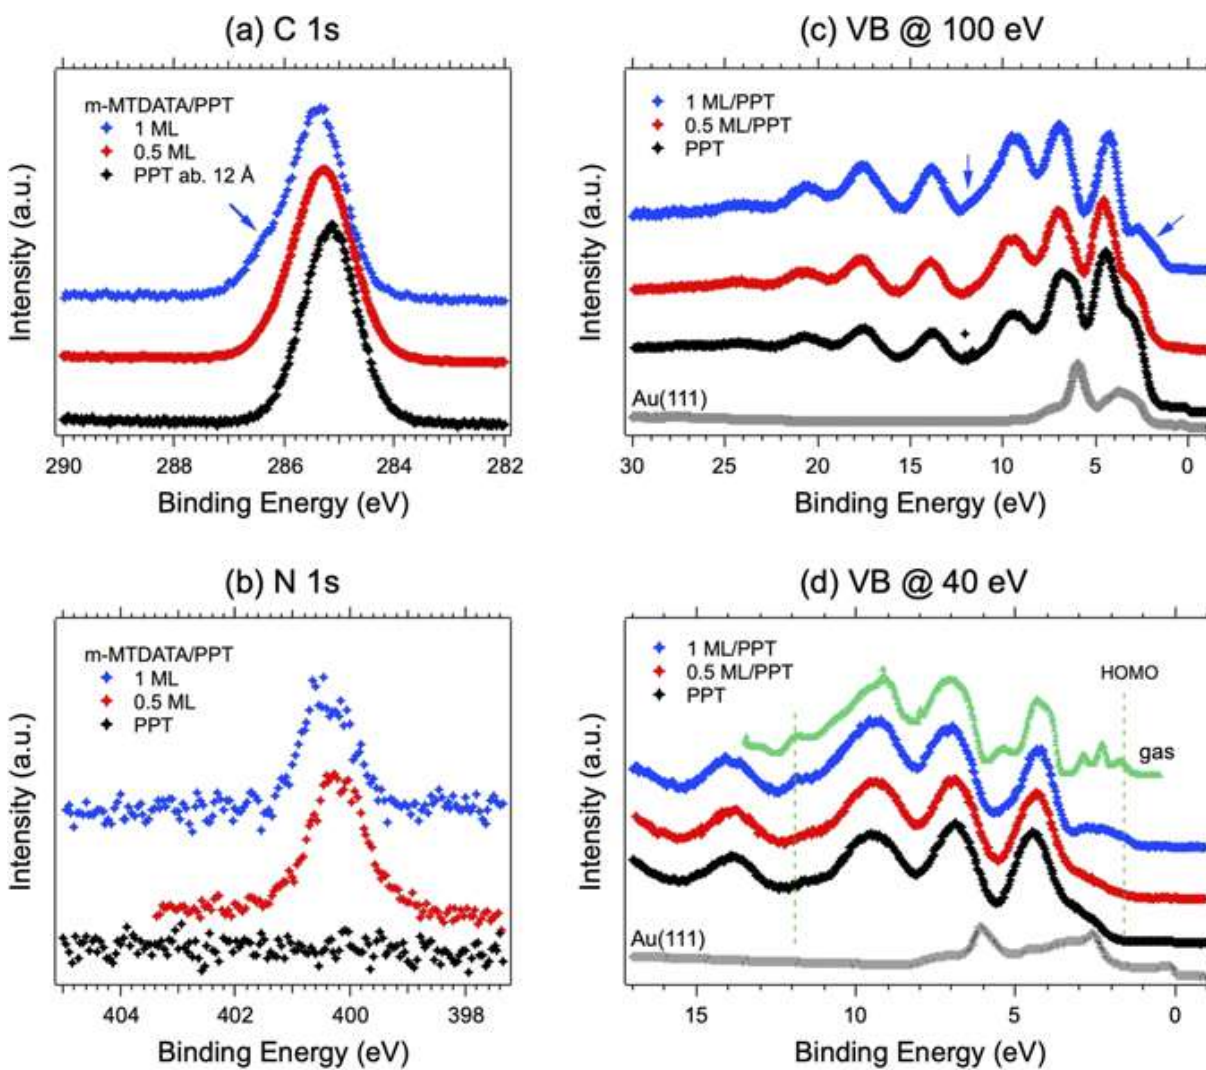 (a) C 1s
m-MTDATA/PPT
1 ML
0.5 ML
PPT ab. 12 Å
Intensity (a.u.)
290 288 286 284 282
Binding Energy (eV)
(c) VB @ 100 eV
1 ML/PPT
0.5 ML/PPT
PPT
Au(111)
Intensity (a.u.)
30 25 20 15 10 5 0
Binding Energy (eV)
(b) N 1s
m-MTDATA/PPT
1 ML
0.5 ML
PPT
Intensity (a.u.)
404 402 400 398
Binding Energy (eV)
(d) VB @ 40 eV
1 ML/PPT
0.5 ML/PPT
PPT
HOMO
gas
Au(111)
Intensity (a.u.)
15 10 5 0
Binding Energy (eV)